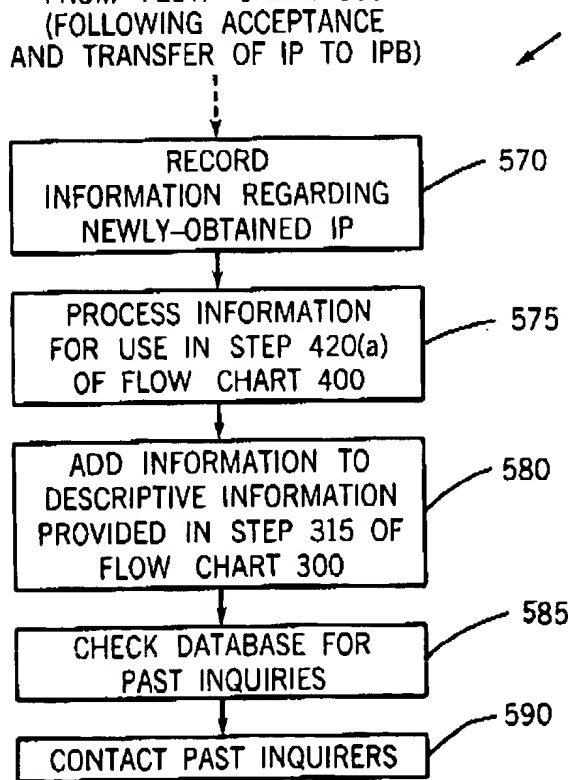 (FOLLOWING ACCEPTANCE
AND TRANSFER OF IP TO IPB)
RECORD
INFORMATION REGARDING
NEWLY-OBTAINED IP
570
PROCESS INFORMATION
FOR USE IN STEP 420(a)
OF FLOW CHART 400
575
ADD INFORMATION TO
DESCRIPTIVE INFORMATION
PROVIDED IN STEP 315 OF
FLOW CHART 300
580
CHECK DATABASE FOR
PAST INQUIRIES
585
CONTACT PAST INQUIRERS
590